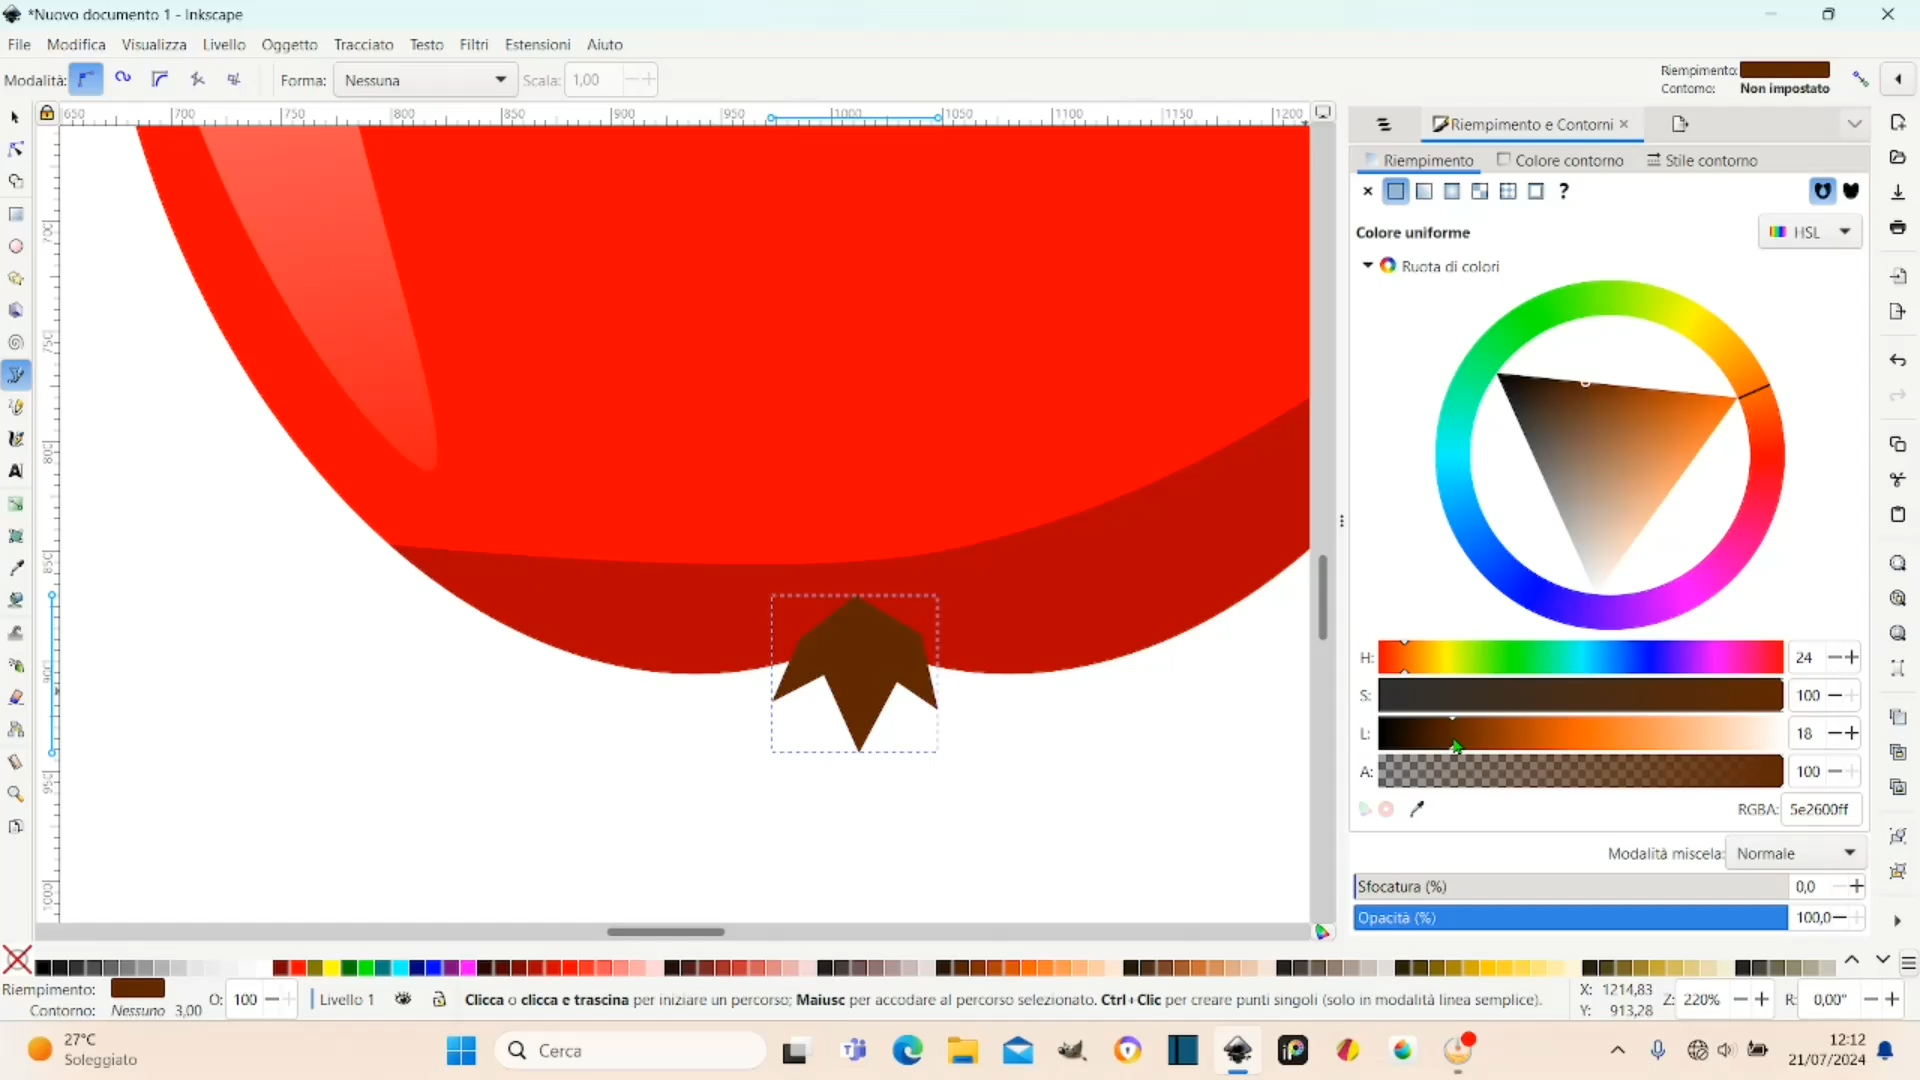 *Nuovo documento 1 - Inkscape
File Modifica Visualizza Livello Oggetto Tracciato Testo Filtri Estensioni Aiuto
Modalità: Forma: Nessuna Scala: 1,00
Riempimento:
Contorno: Non impostato
650 700 750 800 850 900 950 1000 1050 1100 1150 1200
Riempimento e Contorni
Riempimento Colore contorno Stile contorno
?
Colore uniforme HSL
Ruota di colori
H: 24
S: 100
L: 18
A: 100
RGBA: 5e2600ff
Modalità miscela: Normale
Sfocatura (%) 0,0
Opacità (%) 100,0
Riempimento:
Contorno: Nessuno 3,00
O: 100
Livello 1
Clicca o clicca e trascina per iniziare un percorso; Maiusc per accodare al percorso selezionato. Ctrl+Clic per creare punti singoli (solo in modalità linea semplice).
X: 1214,83
Y: 913,28
Z: 220%
R: 0,00°
27°C
Soleggiato
Cerca
12:12
21/07/2024